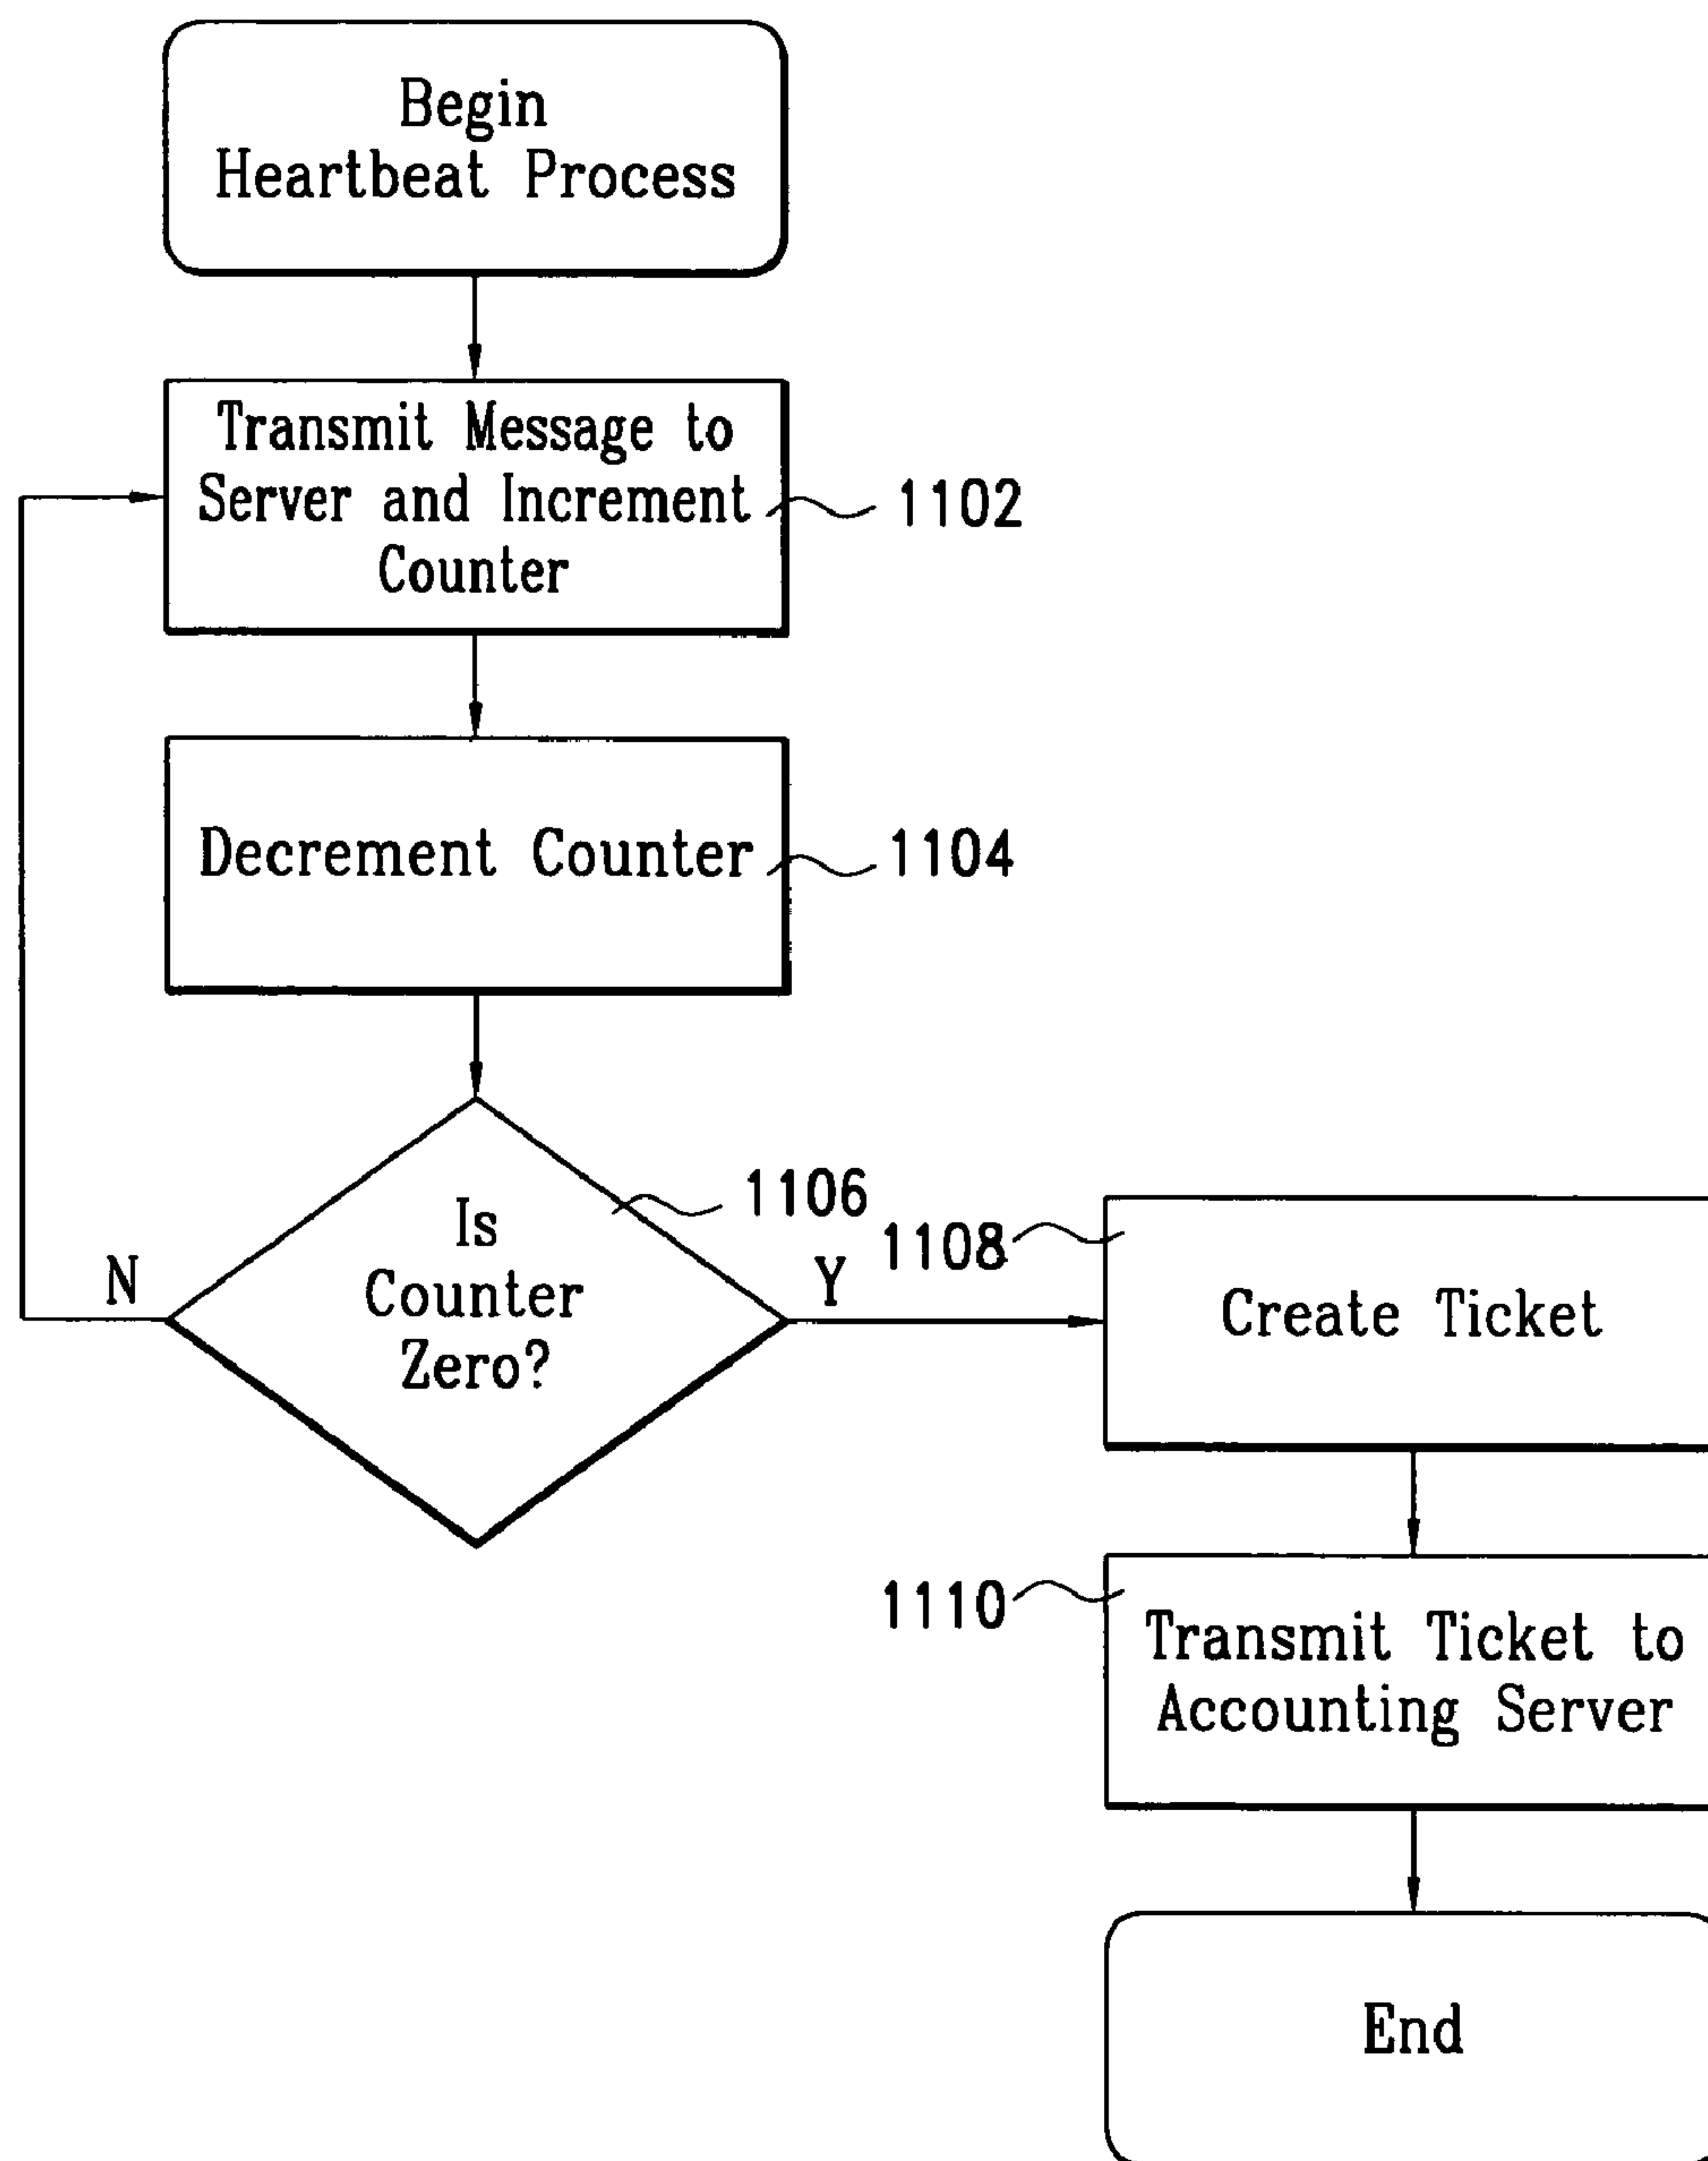 Begin
Heartbeat Process
Transmit Message to
Server and Increment
Counter
1102
Decrement Counter
1104
Is
Counter
Zero?
1106
N
Y
1108
Create Ticket
1110
Transmit Ticket to
Accounting Server
End